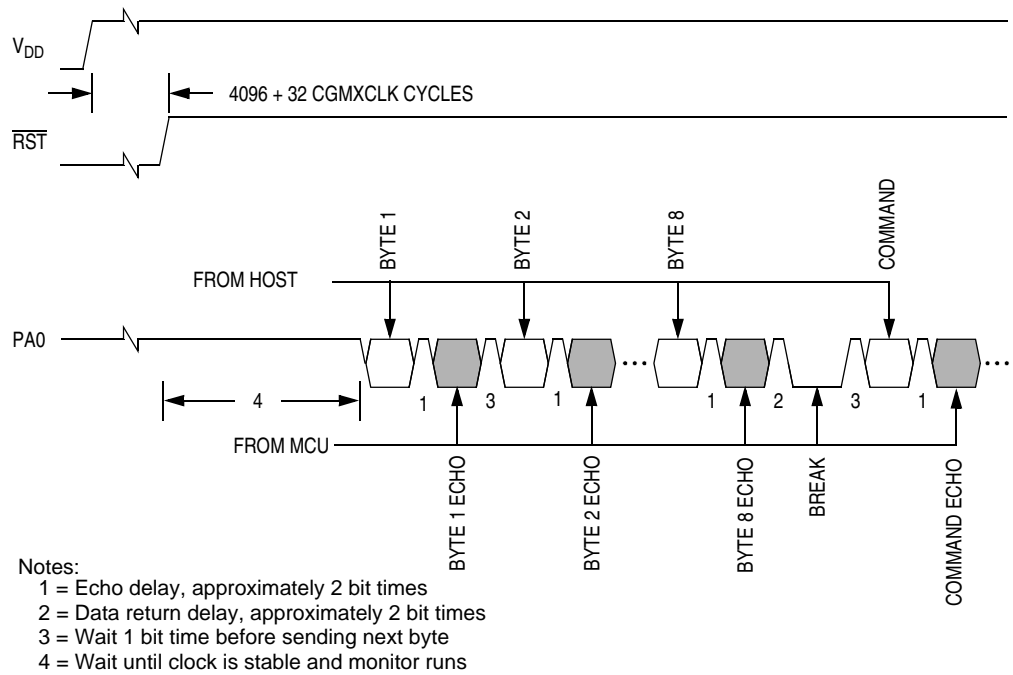 VDD
4096 + 32 CGMXCLK CYCLES
RST
BYTE 1
BYTE 2
BYTE 8
COMMAND
FROM HOST
PA0
1
3
1
1
2
3
1
4
FROM MCU
BYTE 1 ECHO
BYTE 2 ECHO
BYTE 8 ECHO
BREAK
COMMAND ECHO
Notes:
1 = Echo delay, approximately 2 bit times
2 = Data return delay, approximately 2 bit times
3 = Wait 1 bit time before sending next byte
4 = Wait until clock is stable and monitor runs